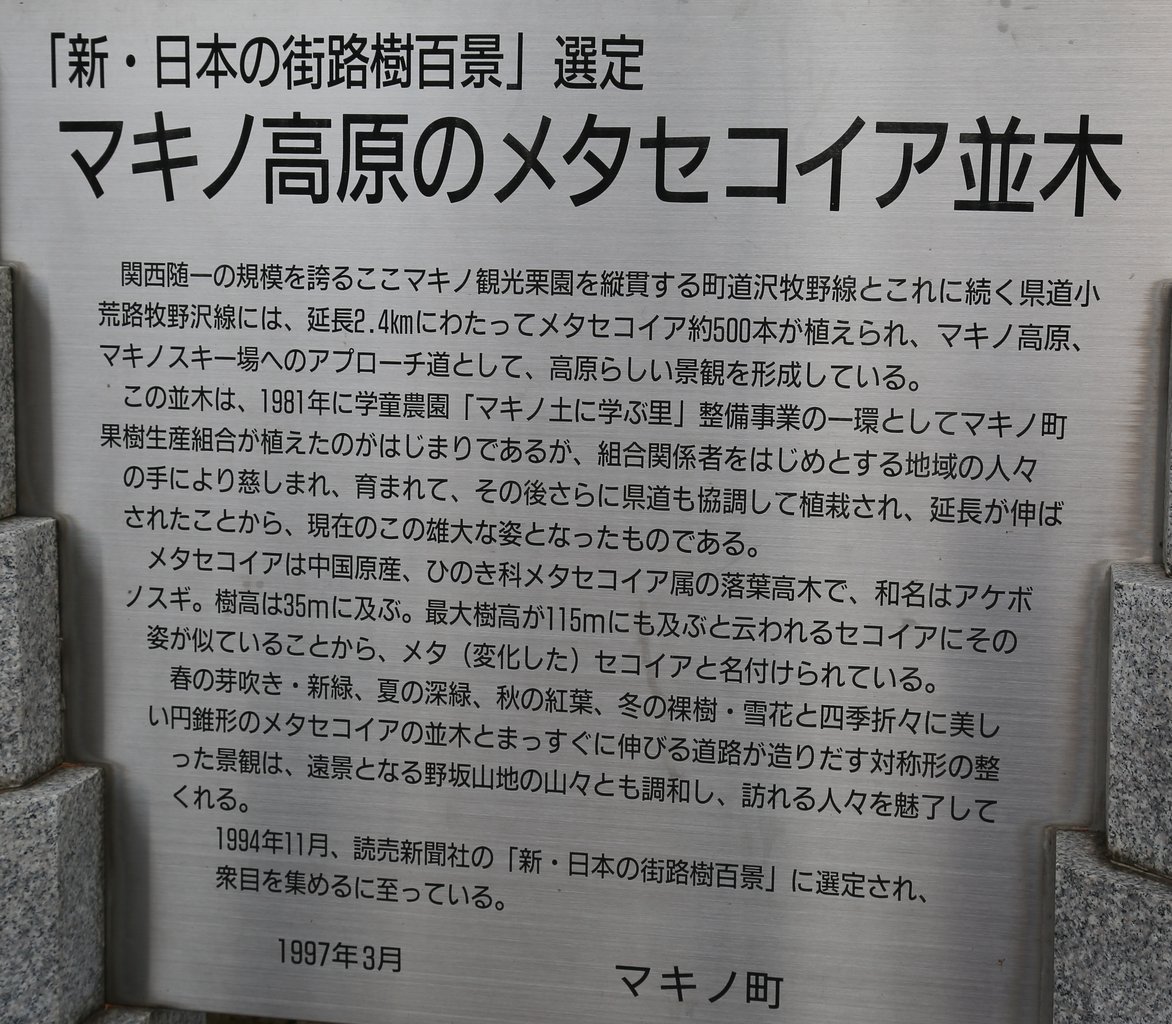 「新・日本の街路樹百景」選定
マキノ高原のメタセコイア並木
関西随一の規模を誇るここマキノ観光栗園を縦貫する町道沢牧野線とこれに続く県道小
荒路牧野沢線には、延長2.4kmにわたってメタセコイア約500本が植えられ、マキノ高原、
マキノスキー場へのアプローチ道として、高原らしい景観を形成している。
この並木は、1981年に学童農園「マキノ土に学ぶ里」整備事業の一環としてマキノ町
果樹生産組合が植えたのがはじまりであるが、組合関係者をはじめとする地域の人々
の手により慈しまれ、育まれて、その後さらに県道も協調して植栽され、延長が伸ば
されたことから、現在のこの雄大な姿となったものである。
メタセコイアは中国原産、ひのき科メタセコイア属の落葉高木で、和名はアケボ
ノスギ。樹高は35mに及ぶ。最大樹高が115mにも及ぶと云われるセコイアにその
姿が似ていることから、メタ（変化した）セコイアと名付けられている。
春の芽吹き・新緑、夏の深緑、秋の紅葉、冬の裸樹・雪花と四季折々に美し
い円錐形のメタセコイアの並木とまっすぐに伸びる道路が造りだす対称形の整
った景観は、遠景となる野坂山地の山々とも調和し、訪れる人々を魅了して
くれる。
1994年11月、読売新聞社の「新・日本の街路樹百景」に選定され、
衆目を集めるに至っている。
1997年3月
マキノ町